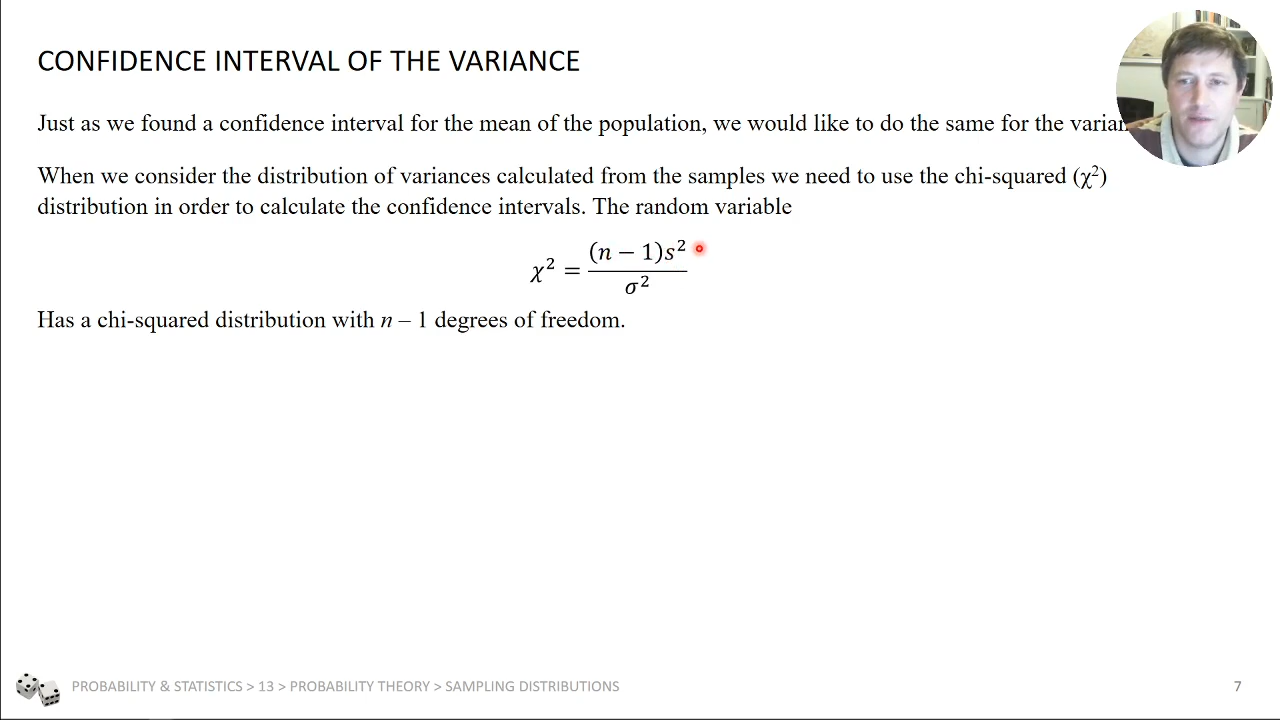 CONFIDENCE INTERVAL OF THE VARIANCE
Just as we found a confidence interval for the mean of the population, we would like to do the same for the
When we consider the distribution of variances calculated from the samples we need to use the chi-squared (χ²)
distribution in order to calculate the confidence intervals. The random variable
χ² = (n − 1)s² / σ²
Has a chi-squared distribution with n – 1 degrees of freedom.
PROBABILITY & STATISTICS > 13 > PROBABILITY THEORY > SAMPLING DISTRIBUTIONS
7